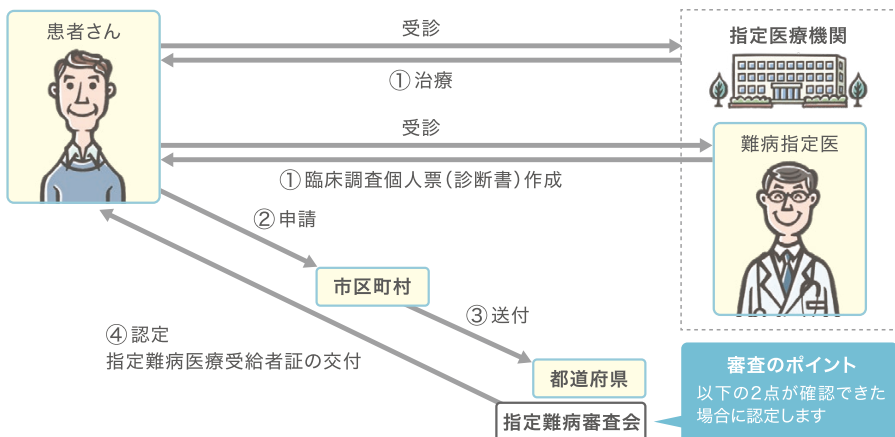 患者さん
受診
①治療
指定医療機関
受診
①臨床調査個人票(診断書)作成
難病指定医
②申請
市区町村
③送付
④認定
指定難病医療受給者証の交付
都道府県
指定難病審査会
審査のポイント
以下の2点が確認できた
場合に認定します